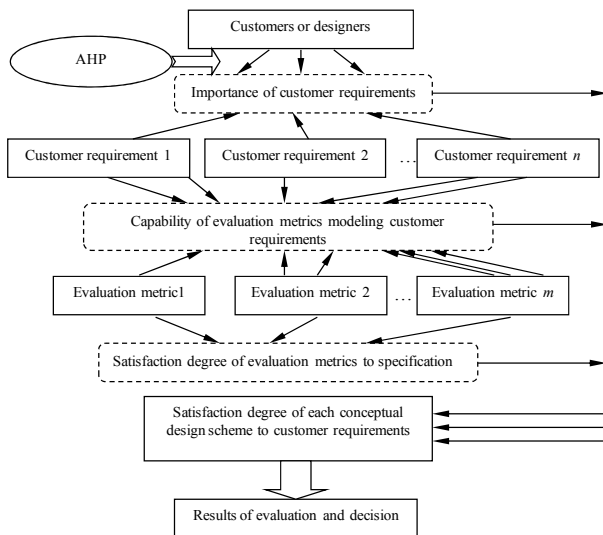 Customers or designers
AHP
Importance of customer requirements
Customer requirement 1
Customer requirement 2
...
Customer requirement n
Capability of evaluation metrics modeling customer
requirements
Evaluation metric1
Evaluation metric 2
...
Evaluation metric m
Satisfaction degree of evaluation metrics to specification
Satisfaction degree of each conceptual
design scheme to customer requirements
Results of evaluation and decision